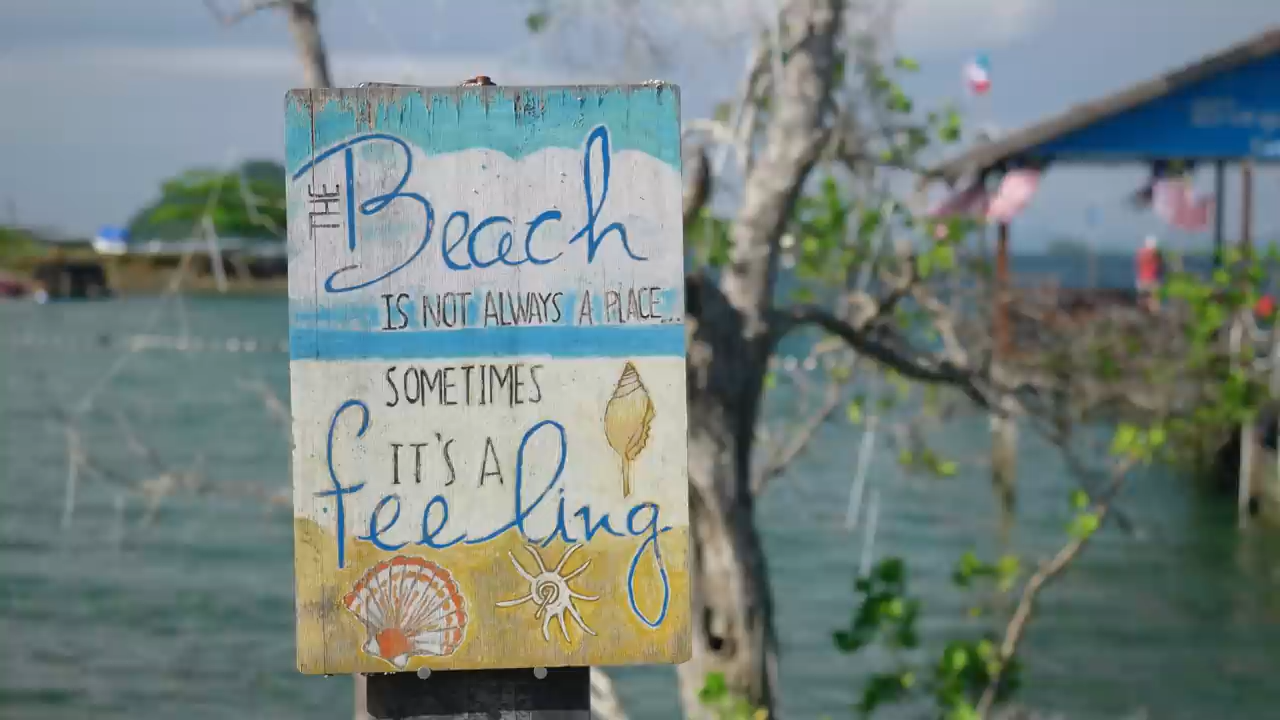 THE Beach
IS NOT ALWAYS A PLACE...
SOMETIMES
IT'S A
feeling